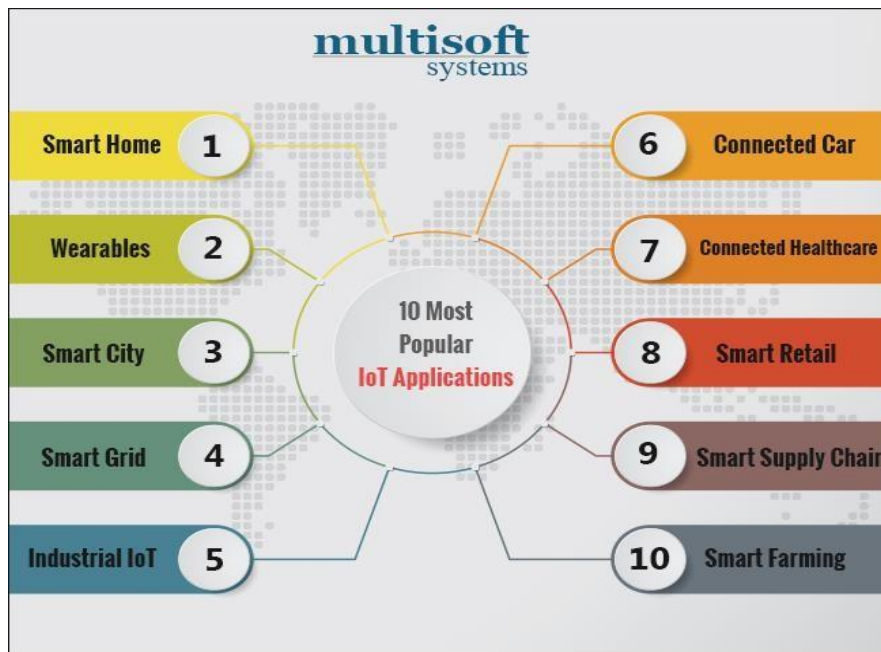 multisoft
systems
Smart Home 1
Wearables 2
Smart City 3
Smart Grid 4
Industrial IoT 5
10 Most
Popular
IoT Applications
6 Connected Car
7 Connected Healthcare
8 Smart Retail
9 Smart Supply Chain
10 Smart Farming